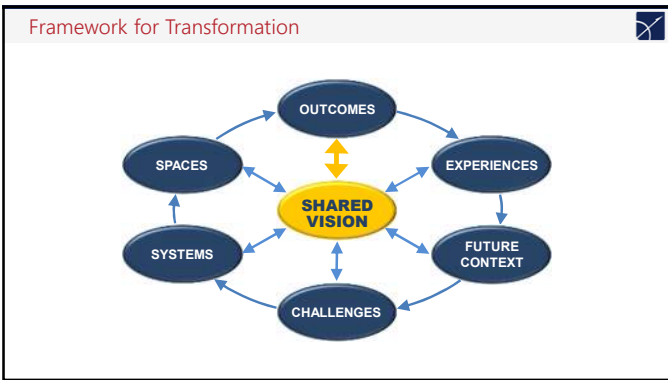 Framework for Transformation
OUTCOMES
EXPERIENCES
FUTURE
CONTEXT
CHALLENGES
SYSTEMS
SPACES
SHARED
VISION